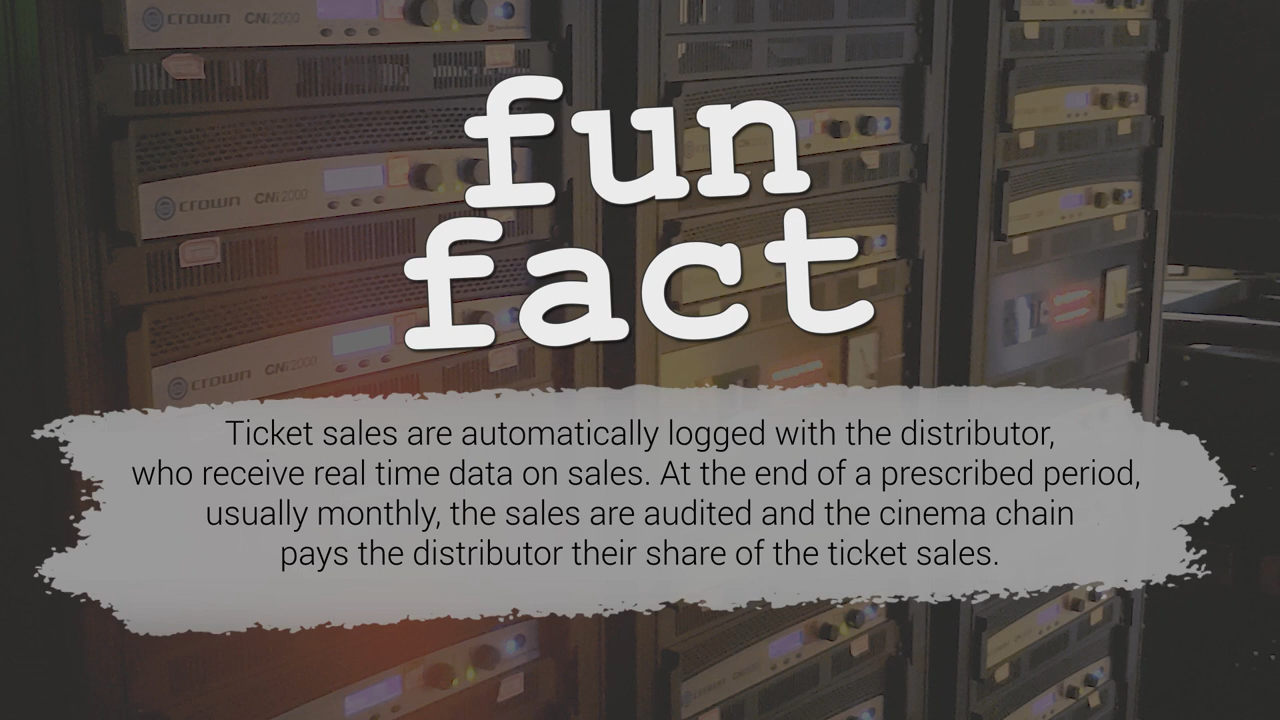 crown CNi2000
fun
crown CNi2000
fact
crown CNi2000
Ticket sales are automatically logged with the distributor,
who receive real time data on sales. At the end of a prescribed period,
usually monthly, the sales are audited and the cinema chain
pays the distributor their share of the ticket sales.